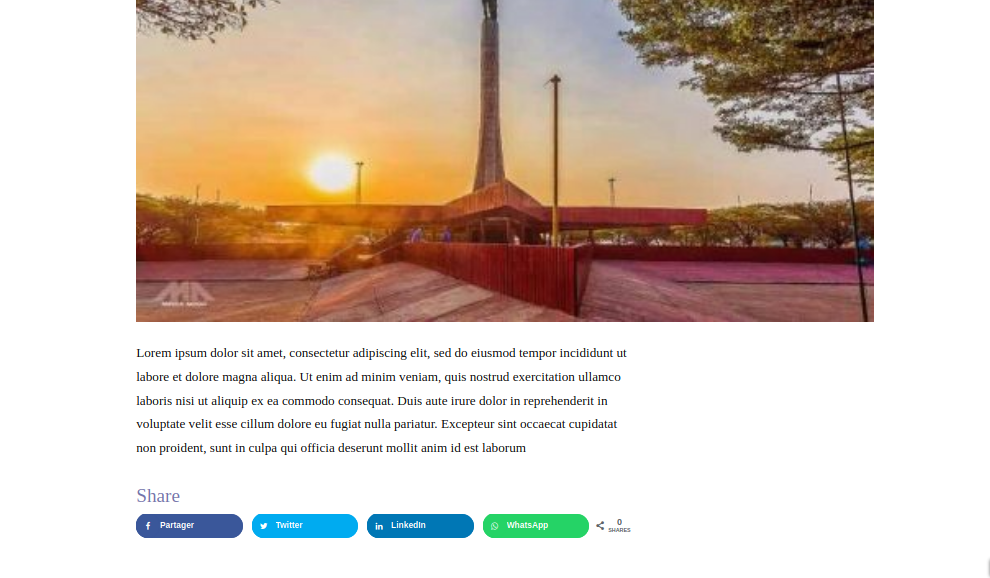 Lorem ipsum dolor sit amet, consectetur adipiscing elit, sed do eiusmod tempor incididunt ut
labore et dolore magna aliqua. Ut enim ad minim veniam, quis nostrud exercitation ullamco
laboris nisi ut aliquip ex ea commodo consequat. Duis aute irure dolor in reprehenderit in
voluptate velit esse cillum dolore eu fugiat nulla pariatur. Excepteur sint occaecat cupidatat
non proident, sunt in culpa qui officia deserunt mollit anim id est laborum
Share
Partager
Twitter
LinkedIn
WhatsApp
0
SHARES